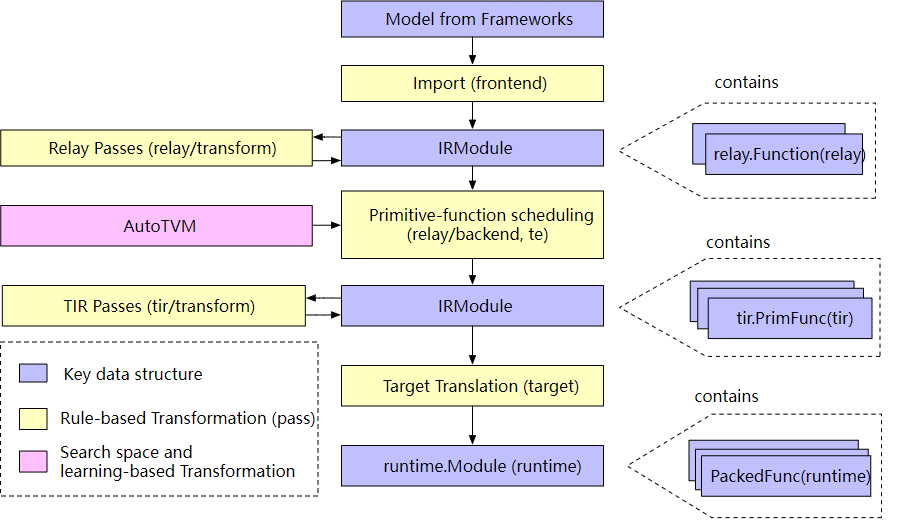 Model from Frameworks
Import (frontend)
contains
Relay Passes (relay/transform)
IRModule
relay.Function(relay)
AutoTVM
Primitive-function scheduling
(relay/backend, te)
contains
TIR Passes (tir/transform)
IRModule
tir.PrimFunc(tir)
Key data structure
Target Translation (target)
contains
Rule-based Transformation (pass)
Search space and
learning-based Transformation
runtime.Module (runtime)
PackedFunc(runtime)